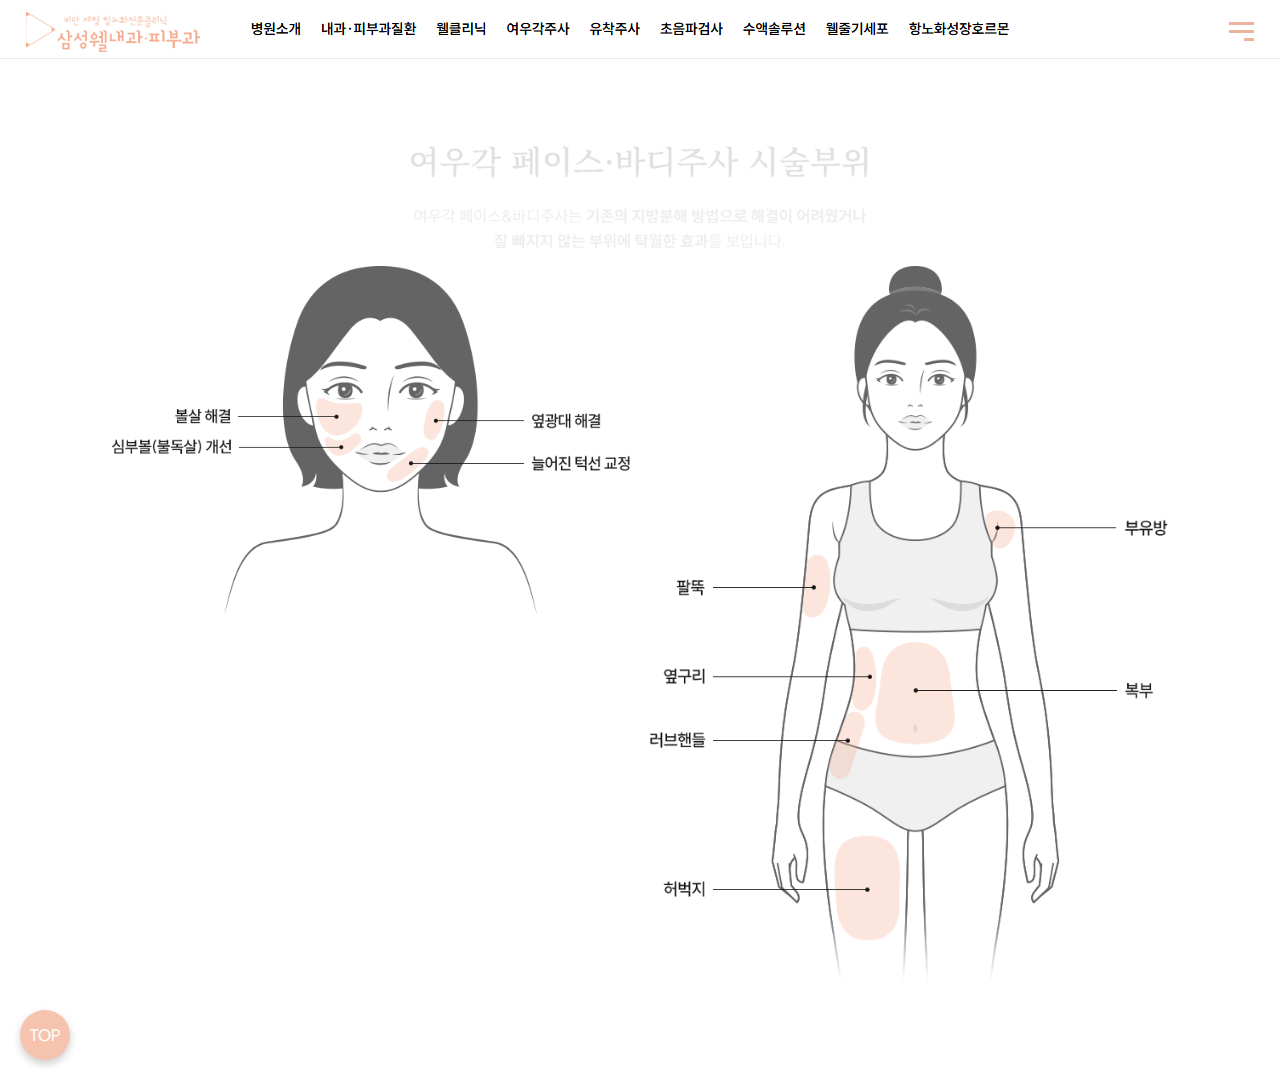 비만 체형 항노화전문클리닉
삼성웰내과·피부과
병원소개 내과·피부과질환 웰클리닉 여우각주사 유착주사 초음파검사 수액솔루션 웰줄기세포 항노화성장호르몬
여우각 페이스·바디주사 시술부위
여우각 페이스&바디주사는 기존의 지방분해 방법으로 해결이 어려웠거나
잘 빠지지 않는 부위에 탁월한 효과를 보입니다.
볼살 해결
심부볼(불독살) 개선
옆광대 해결
늘어진 턱선 교정
부유방
팔뚝
옆구리
복부
러브핸들
허벅지
TOP